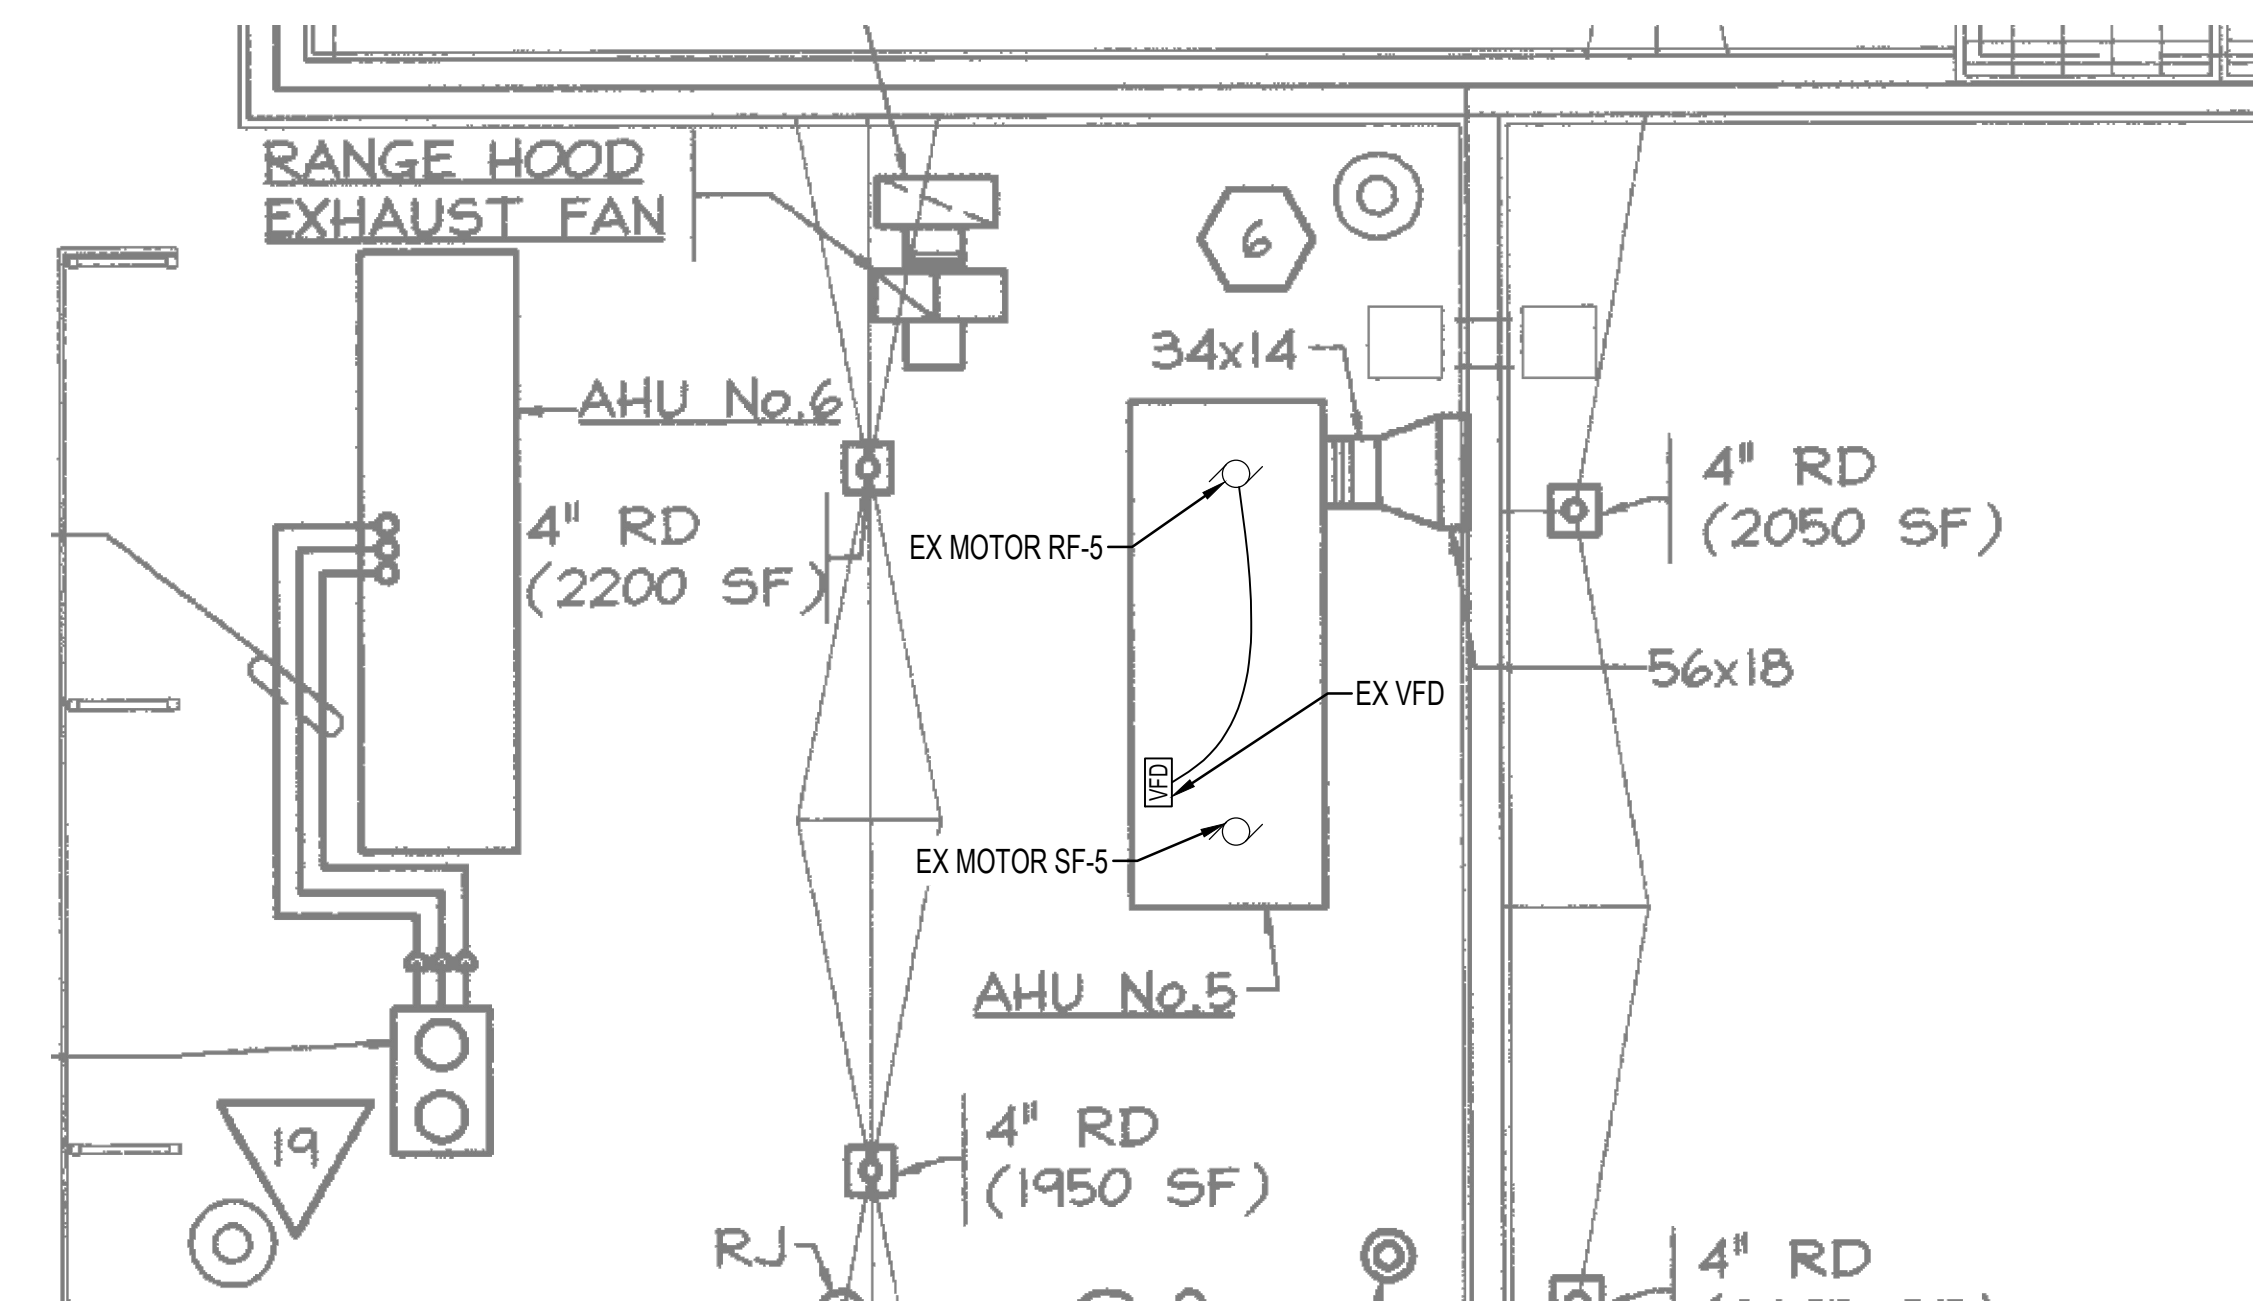 RANGE HOOD
EXHAUST FAN
6
34x14
AHU No.6
4" RD
(2050 SF)
4" RD
(2200 SF)
EX MOTOR RF-5
56x18
EX VFD
VFD
EX MOTOR SF-5
AHU No.5
4" RD
(1950 SF)
19
RJ
4" RD